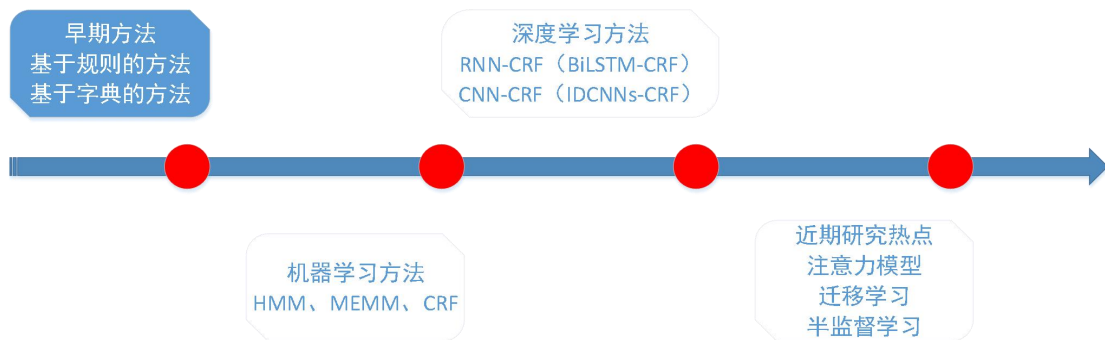 早期方法
基于规则的方法
基于字典的方法
深度学习方法
RNN-CRF（BiLSTM-CRF）
CNN-CRF（IDCNNs-CRF）
机器学习方法
HMM、MEMM、CRF
近期研究热点
注意力模型
迁移学习
半监督学习